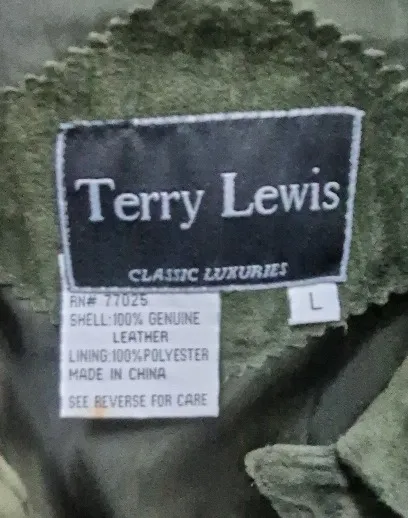 Terry Lewis
CLASSIC LUXURIES
RN# 77025
L
SHELL:100% GENUINE
LEATHER
LINING:100%POLYESTER
MADE IN CHINA
SEE REVERSE FOR CARE